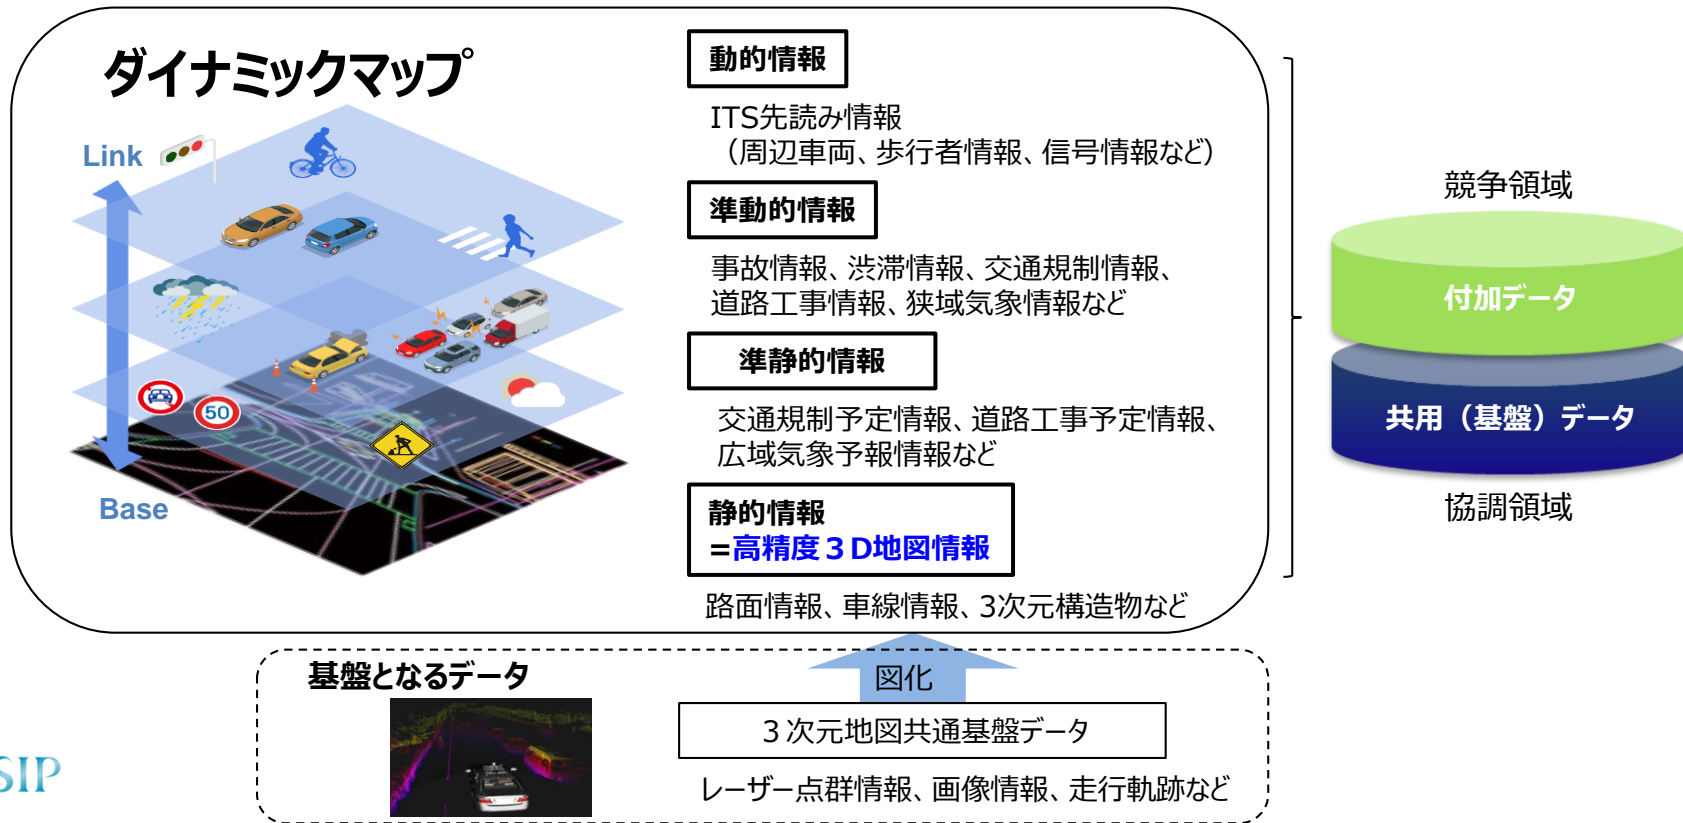 ダイナミックマップ
Link
50
Base
動的情報
ITS先読み情報
（周辺車両、歩行者情報、信号情報など）
準動的情報
事故情報、渋滞情報、交通規制情報、
道路工事情報、狭域気象情報など
準静的情報
交通規制予定情報、道路工事予定情報、
広域気象予報情報など
静的情報
=高精度３D地図情報
路面情報、車線情報、3次元構造物など
競争領域
付加データ
共用（基盤）データ
協調領域
基盤となるデータ
図化
３次元地図共通基盤データ
レーザー点群情報、画像情報、走行軌跡など
SIP